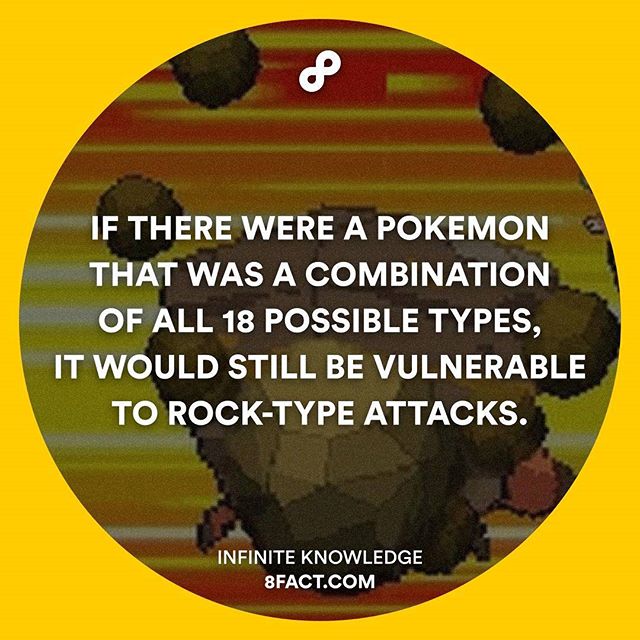 IF THERE WERE A POKEMON
THAT WAS A COMBINATION
OF ALL 18 POSSIBLE TYPES,
IT WOULD STILL BE VULNERABLE
TO ROCK-TYPE ATTACKS.
INFINITE KNOWLEDGE
8FACT.COM